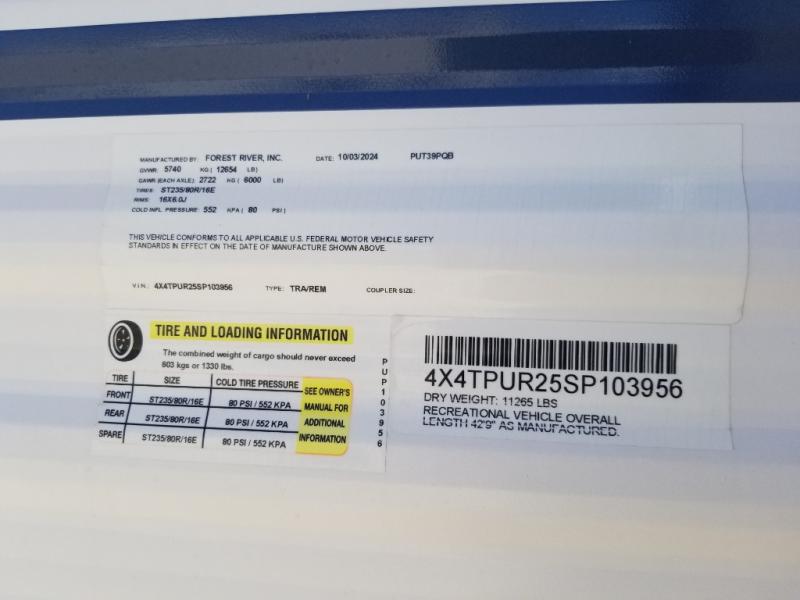 MANUFACTURED BY: FOREST RIVER, INC. DATE: 10/03/2024 PUT39PQB
GVWR: 5740 KG ( 12654 LB)
GAWR (EACH AXLE): 2722 KG ( 6000 LB)
TIRES: ST235/80R/16E
RIMS: 16X6.0J
COLD INFL. PRESSURE: 552 KPA ( 80 PSI )
THIS VEHICLE CONFORMS TO ALL APPLICABLE U.S. FEDERAL MOTOR VEHICLE SAFETY
STANDARDS IN EFFECT ON THE DATE OF MANUFACTURE SHOWN ABOVE.
V.I.N.: 4X4TPUR25SP103956 TYPE: TRA/REM COUPLER SIZE:
TIRE AND LOADING INFORMATION
The combined weight of cargo should never exceed
603 kgs or 1330 lbs.
TIRE SIZE COLD TIRE PRESSURE
FRONT ST235/80R/16E 80 PSI / 552 KPA
REAR ST235/80R/16E 80 PSI / 552 KPA
SPARE ST235/80R/16E 80 PSI / 552 KPA
SEE OWNER'S
MANUAL FOR
ADDITIONAL
INFORMATION
PUP103956
4X4TPUR25SP103956
DRY WEIGHT: 11265 LBS
RECREATIONAL VEHICLE OVERALL
LENGTH 42'9" AS MANUFACTURED.